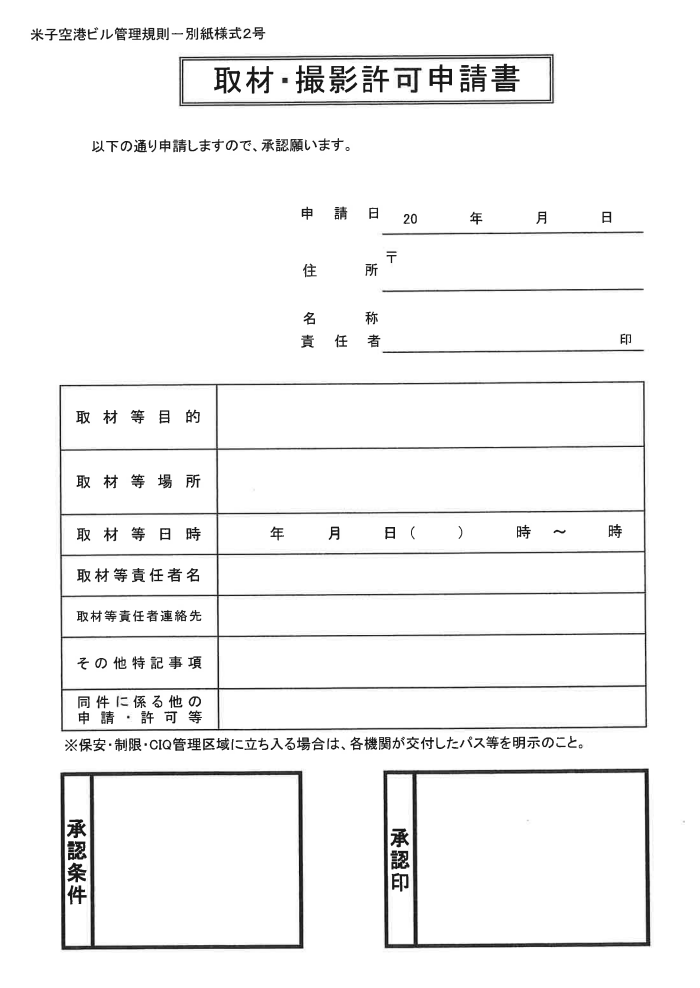 米子空港ビル管理規則－別紙様式2号
取材・撮影許可申請書
以下の通り申請しますので、承認願います。
申請日 20 年 月 日
住所 〒
名称
責任者 印
取材等目的
取材等場所
取材等日時 年 月 日( ) 時 ～ 時
取材等責任者名
取材等責任者連絡先
その他特記事項
同件に係る他の
申請・許可等
※保安・制限・CIQ管理区域に立ち入る場合は、各機関が交付したパス等を明示のこと。
承認条件
承認印